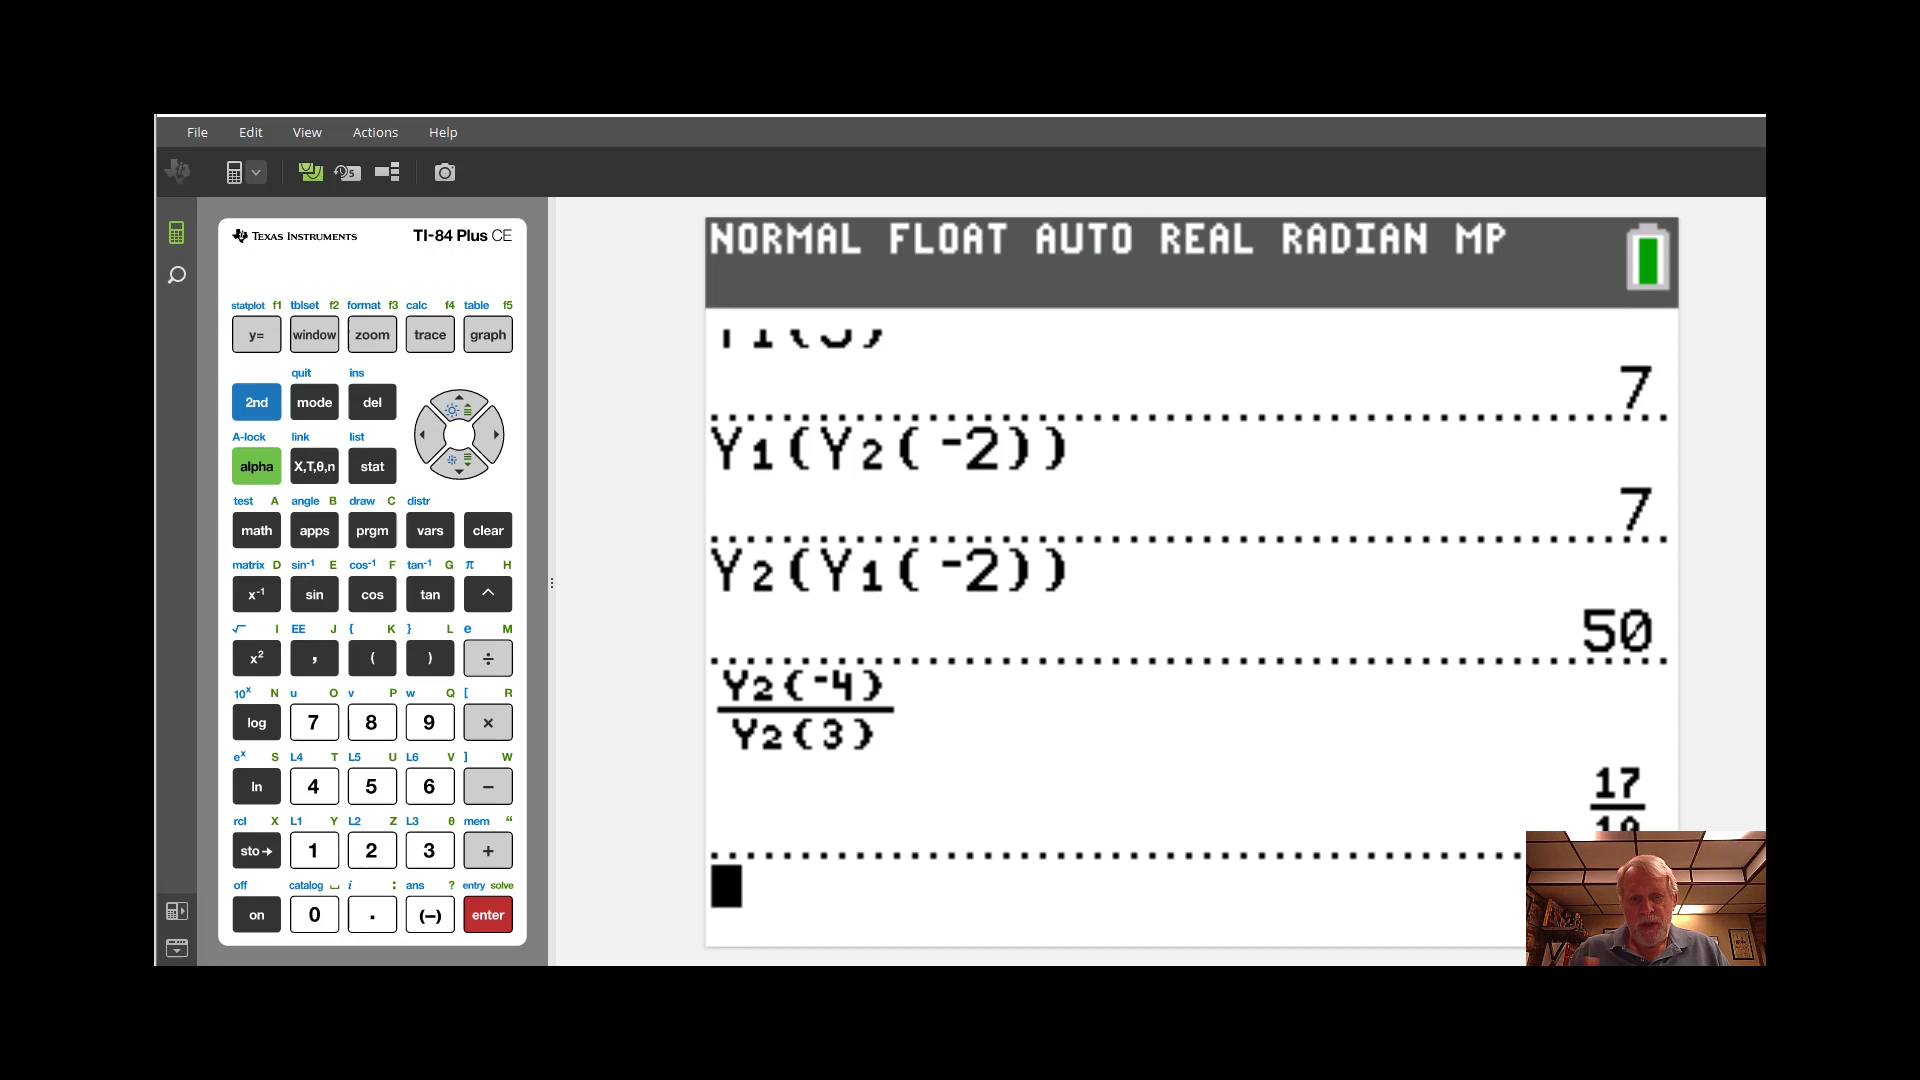 File Edit View Actions Help
TEXAS INSTRUMENTS TI-84 Plus CE
statplot f1 tblset f2 format f3 calc f4 table f5
y= window zoom trace graph
quit ins
2nd mode del
A-lock link list
alpha X,T,θ,n stat
test A angle B draw C distr
math apps prgm vars clear
matrix D sin⁻¹ E cos⁻¹ F tan⁻¹ G π H
x⁻¹ sin cos tan ^
√ I EE J { K } L e M
x² , ( ) ÷
10ˣ N u O v P w Q [ R
log 7 8 9 ×
eˣ S L4 T L5 U L6 V ] W
ln 4 5 6 −
rcl X L1 Y L2 Z L3 θ mem “
sto→ 1 2 3 +
off catalog ⎵ i : ans ? entry solve
on 0 . (−) enter
NORMAL FLOAT AUTO REAL RADIAN MP
7
Y₁(Y₂(-2))
7
Y₂(Y₁(-2))
50
Y₂(-4)
Y₂(3)
17